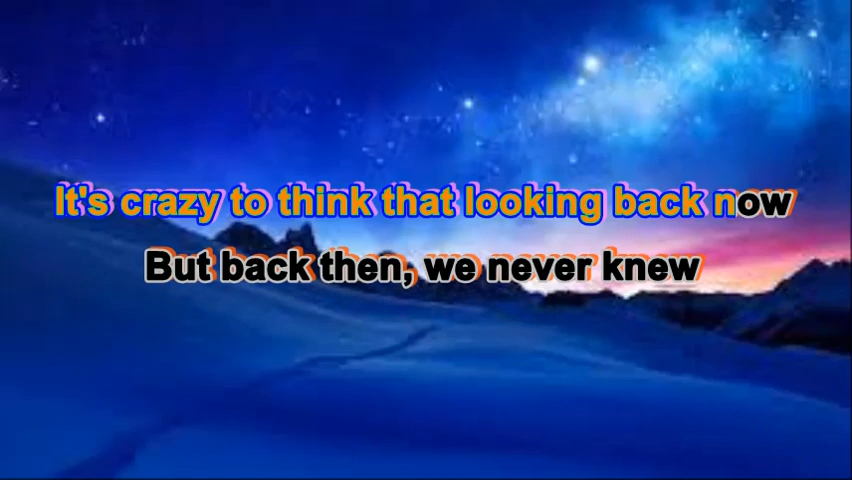 It's crazy to think that looking back now
But back then, we never knew